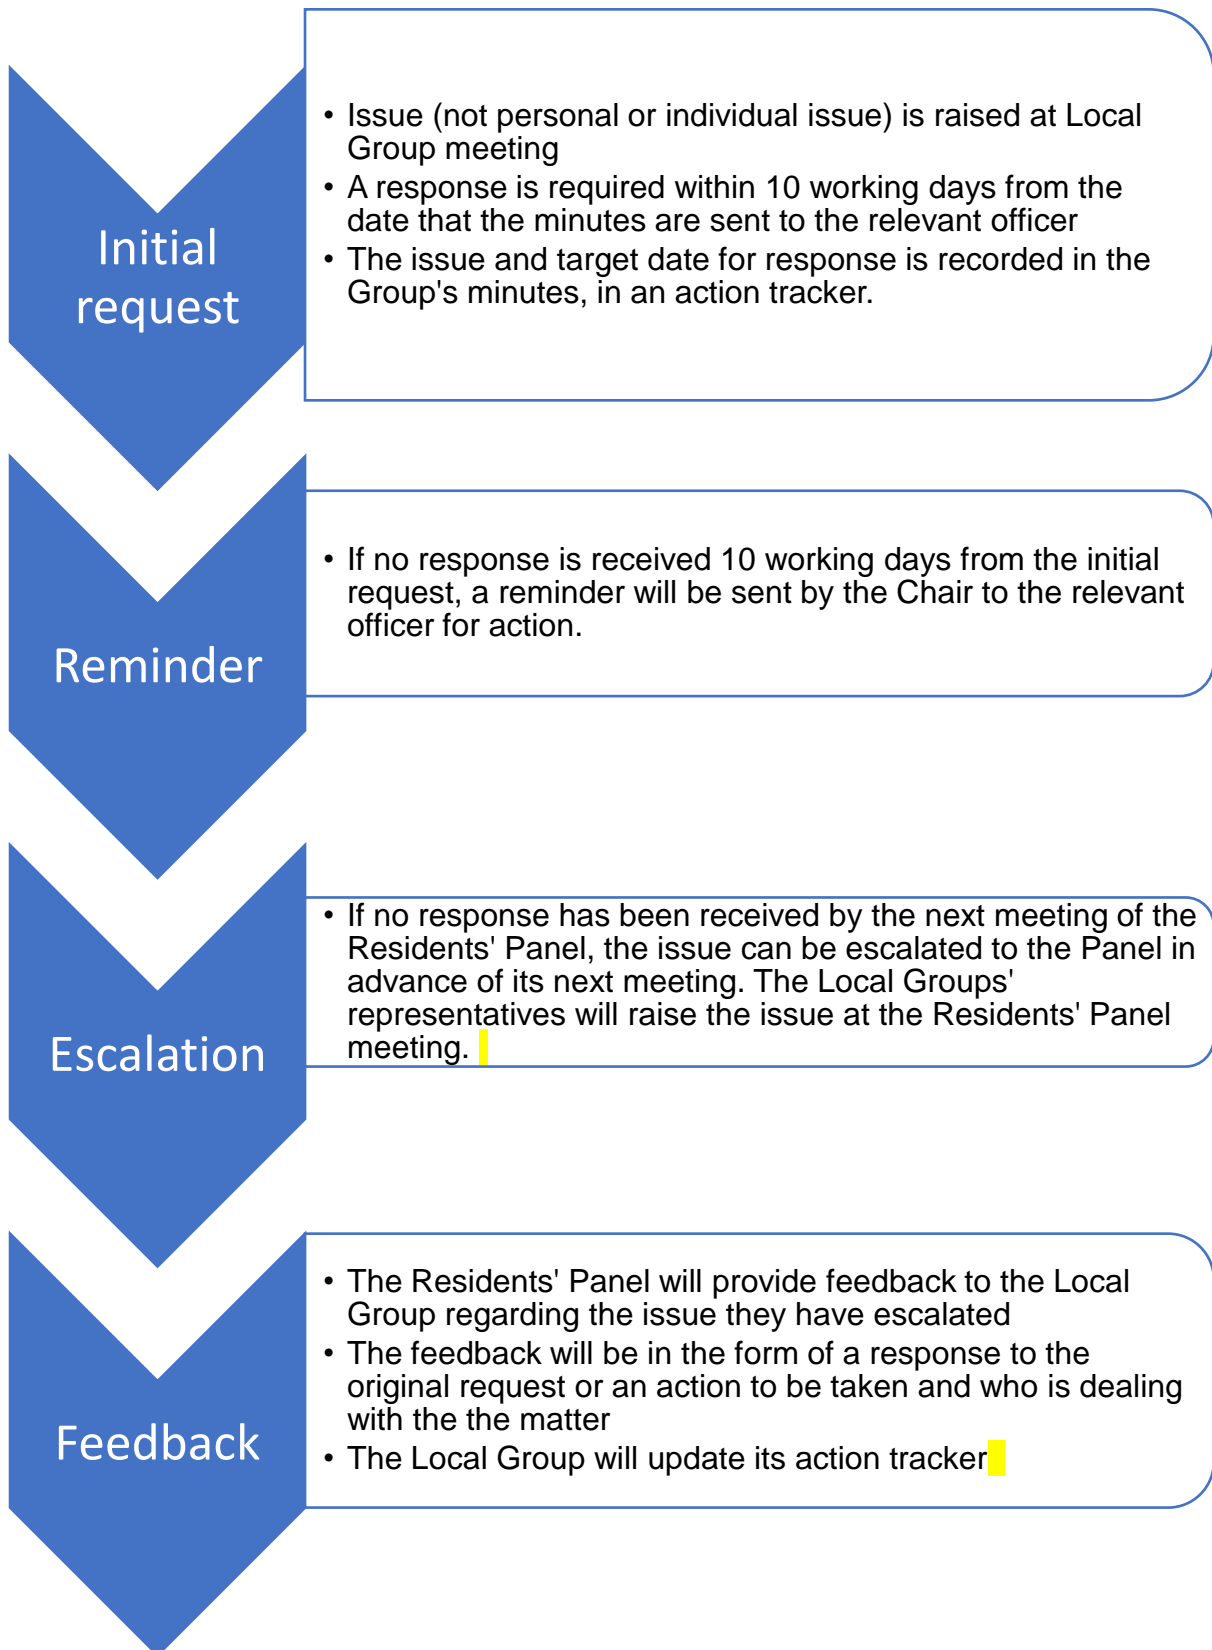 Initial
request
• Issue (not personal or individual issue) is raised at Local
Group meeting
• A response is required within 10 working days from the
date that the minutes are sent to the relevant officer
• The issue and target date for response is recorded in the
Group's minutes, in an action tracker.
Reminder
• If no response is received 10 working days from the initial
request, a reminder will be sent by the Chair to the relevant
officer for action.
Escalation
• If no response has been received by the next meeting of the
Residents' Panel, the issue can be escalated to the Panel in
advance of its next meeting. The Local Groups'
representatives will raise the issue at the Residents' Panel
meeting.
Feedback
• The Residents' Panel will provide feedback to the Local
Group regarding the issue they have escalated
• The feedback will be in the form of a response to the
original request or an action to be taken and who is dealing
with the the matter
• The Local Group will update its action tracker